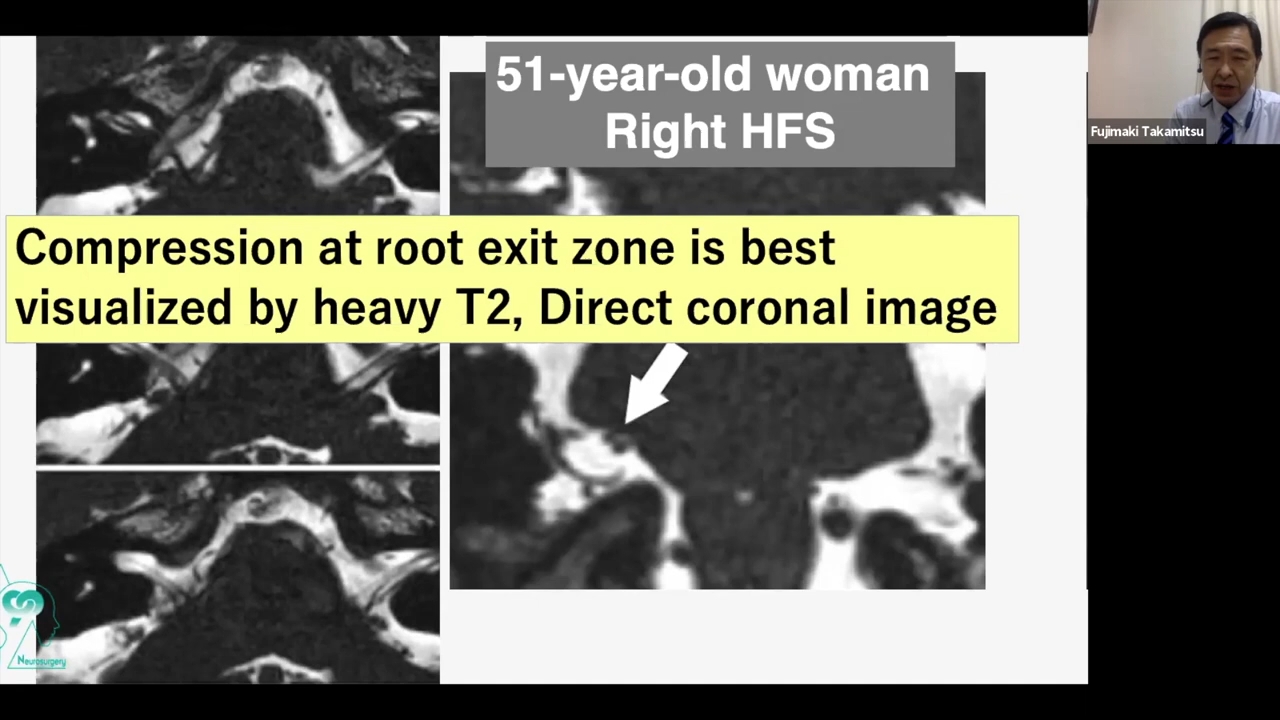 51-year-old woman
Right HFS
Compression at root exit zone is best
visualized by heavy T2, Direct coronal image
Fujimaki Takamitsu
Neurosurgery